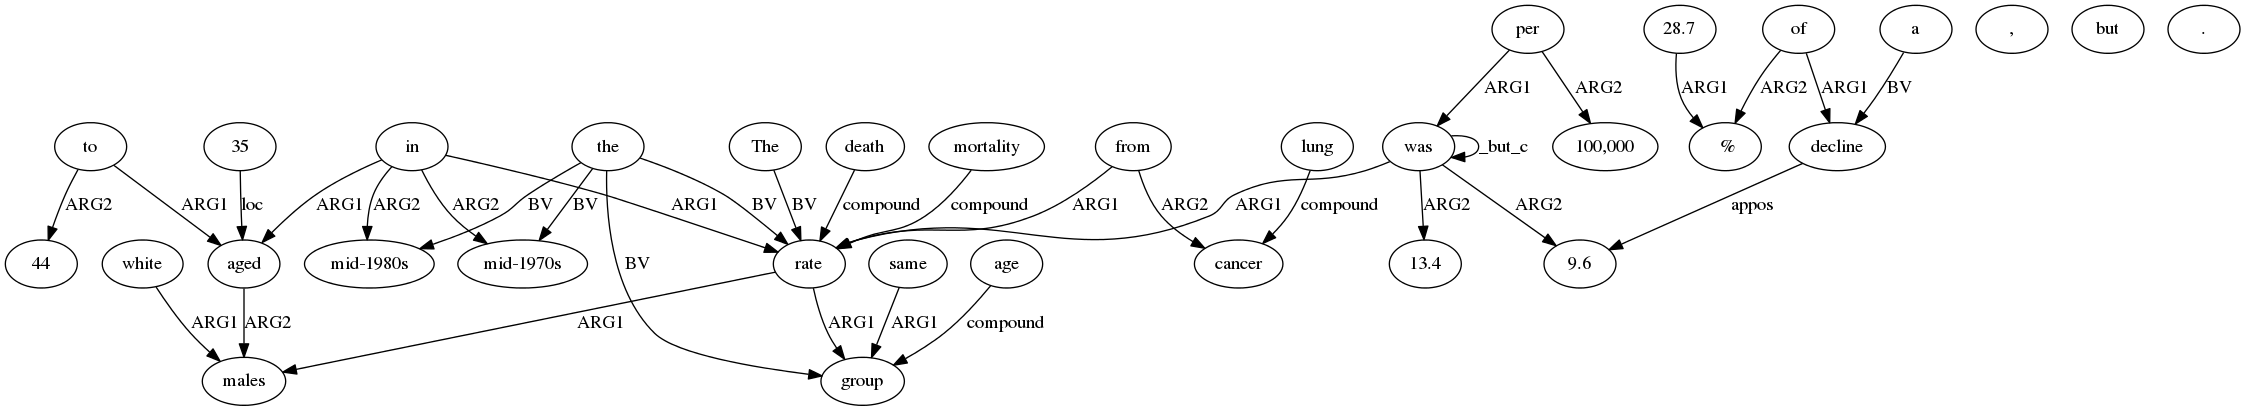 per 28.7 of a , but .
ARG1 ARG2 ARG1 ARG2 ARG1 BV
to 35 in the The death mortality from lung was _but_c 100,000 % decline
ARG2 ARG1 loc ARG1 ARG2 ARG2 ARG1 BV BV BV BV compound compound ARG1 ARG2 compound ARG1 ARG2 ARG2 appos
44 white aged mid-1980s mid-1970s rate same age cancer 13.4 9.6
ARG1 ARG2 ARG1 BV ARG1 ARG1 compound
males group